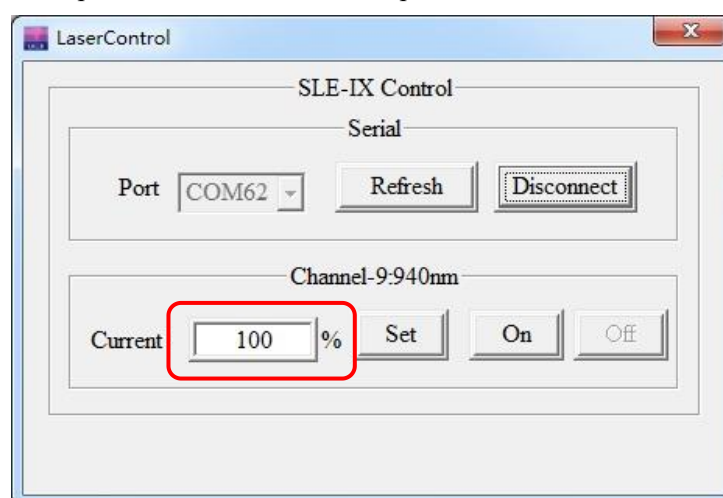 LaserControl
SLE-IX Control
Serial
Port COM62 Refresh Disconnect
Channel-9:940nm
Current 100 % Set On Off